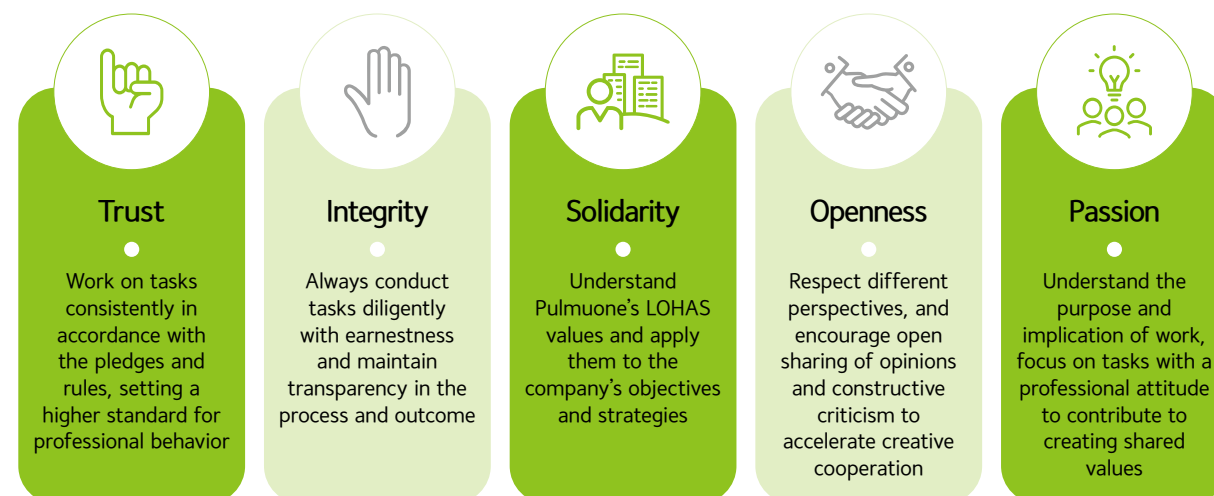 Trust
Work on tasks
consistently in
accordance with
the pledges and
rules, setting a
higher standard for
professional behavior
Integrity
Always conduct
tasks diligently
with earnestness
and maintain
transparency in the
process and outcome
Solidarity
Understand
Pulmuone’s LOHAS
values and apply
them to the
company’s objectives
and strategies
Openness
Respect different
perspectives, and
encourage open
sharing of opinions
and constructive
criticism to
accelerate creative
cooperation
Passion
Understand the
purpose and
implication of work,
focus on tasks with a
professional attitude
to contribute to
creating shared
values